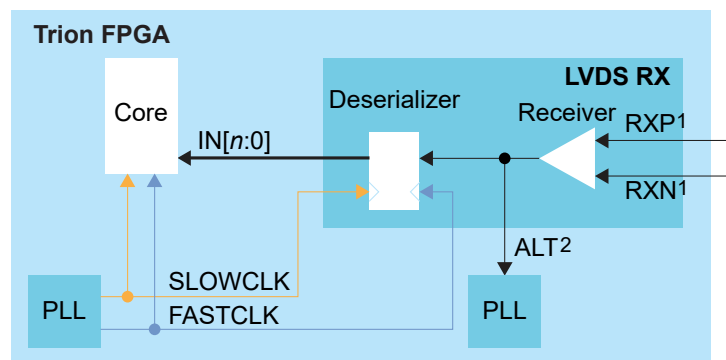 Trion FPGA
LVDS RX
Deserializer
Receiver
Core
RXP1
IN[n:0]
RXN1
ALT2
SLOWCLK
PLL
PLL
FASTCLK